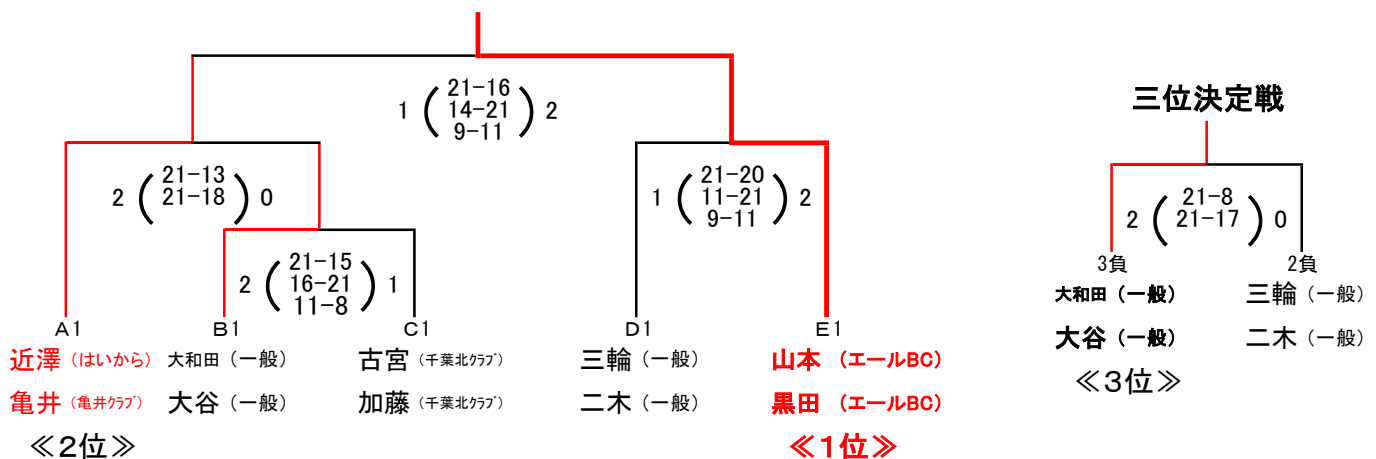 1 (21-16 14-21 9-11) 2
2 (21-13 21-18) 0
1 (21-20 11-21 9-11) 2
2 (21-15 16-21 11-8) 1
A1 B1 C1 D1 E1
近澤 (はいから) 大和田 (一般) 古宮 (千葉北クラブ) 三輪 (一般) 山本 (エールBC)
亀井 (亀井クラブ) 大谷 (一般) 加藤 (千葉北クラブ) 二木 (一般) 黒田 (エールBC)
≪2位≫ ≪1位≫
三位決定戦
2 (21-8 21-17) 0
3負 2負
大和田 (一般) 三輪 (一般)
大谷 (一般) 二木 (一般)
≪3位≫